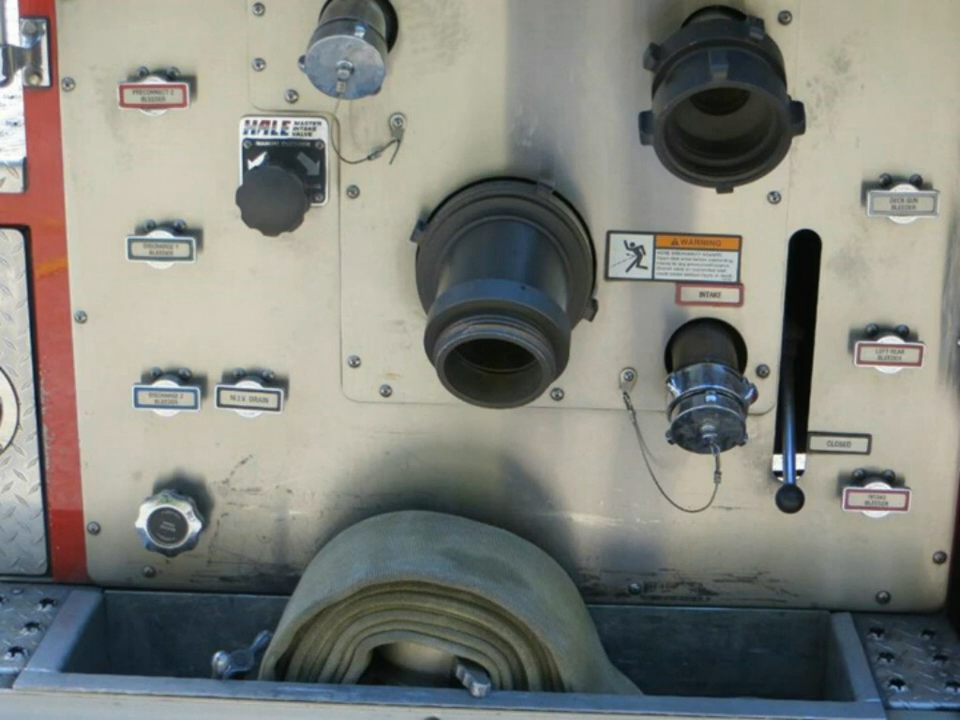 PRECONNECT 2
BLEEDER
HALE MASTER
INTAKE
VALVE
DECK GUN
BLEEDER
DISCHARGE 1
BLEEDER
WARNING
INTAKE
LEFT REAR
BLEEDER
DISCHARGE 2
BLEEDER
M.I.V. DRAIN
CLOSED
INTAKE
BLEEDER